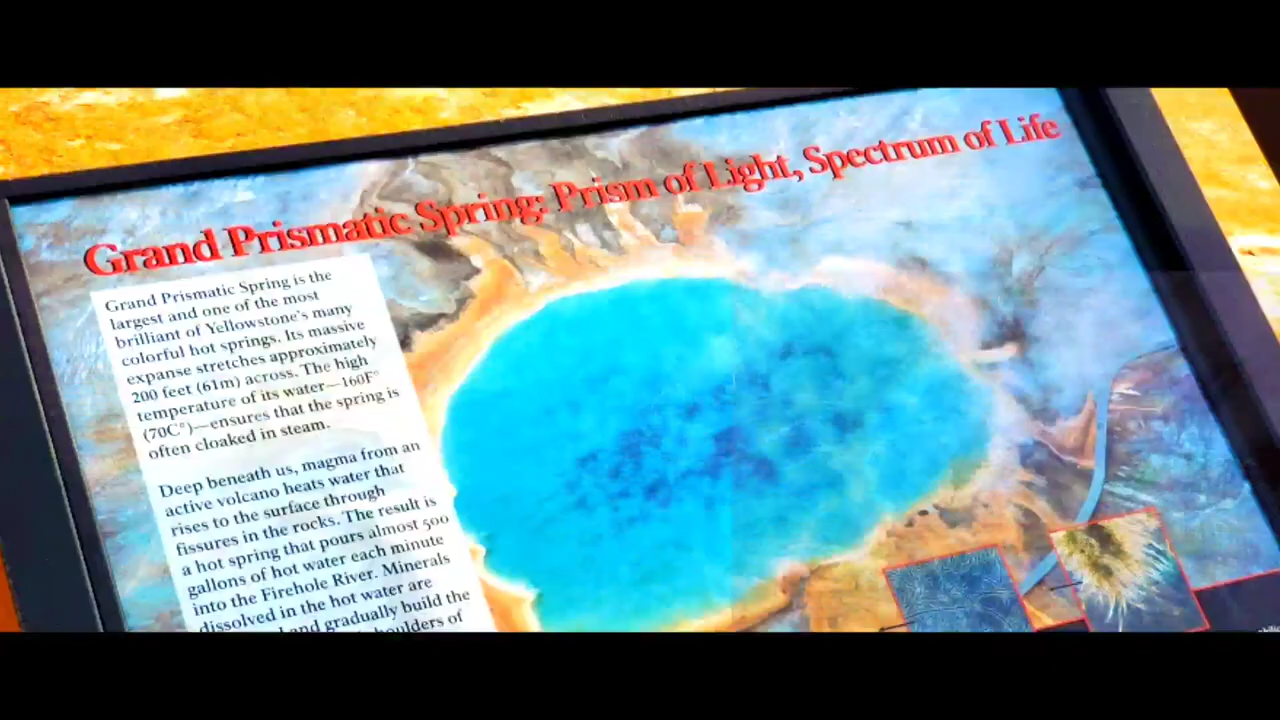 Grand Prismatic Spring: Prism of Light, Spectrum of Life
Grand Prismatic Spring is the
largest and one of the most
brilliant of Yellowstone's many
colorful hot springs. Its massive
expanse stretches approximately
200 feet (61m) across. The high
temperature of its water—160F°
(70C°)—ensures that the spring is
often cloaked in steam.
Deep beneath us, magma from an
active volcano heats water that
rises to the surface through
fissures in the rocks. The result is
a hot spring that pours almost 500
gallons of hot water each minute
into the Firehole River. Minerals
dissolved in the hot water are
and gradually build the
of